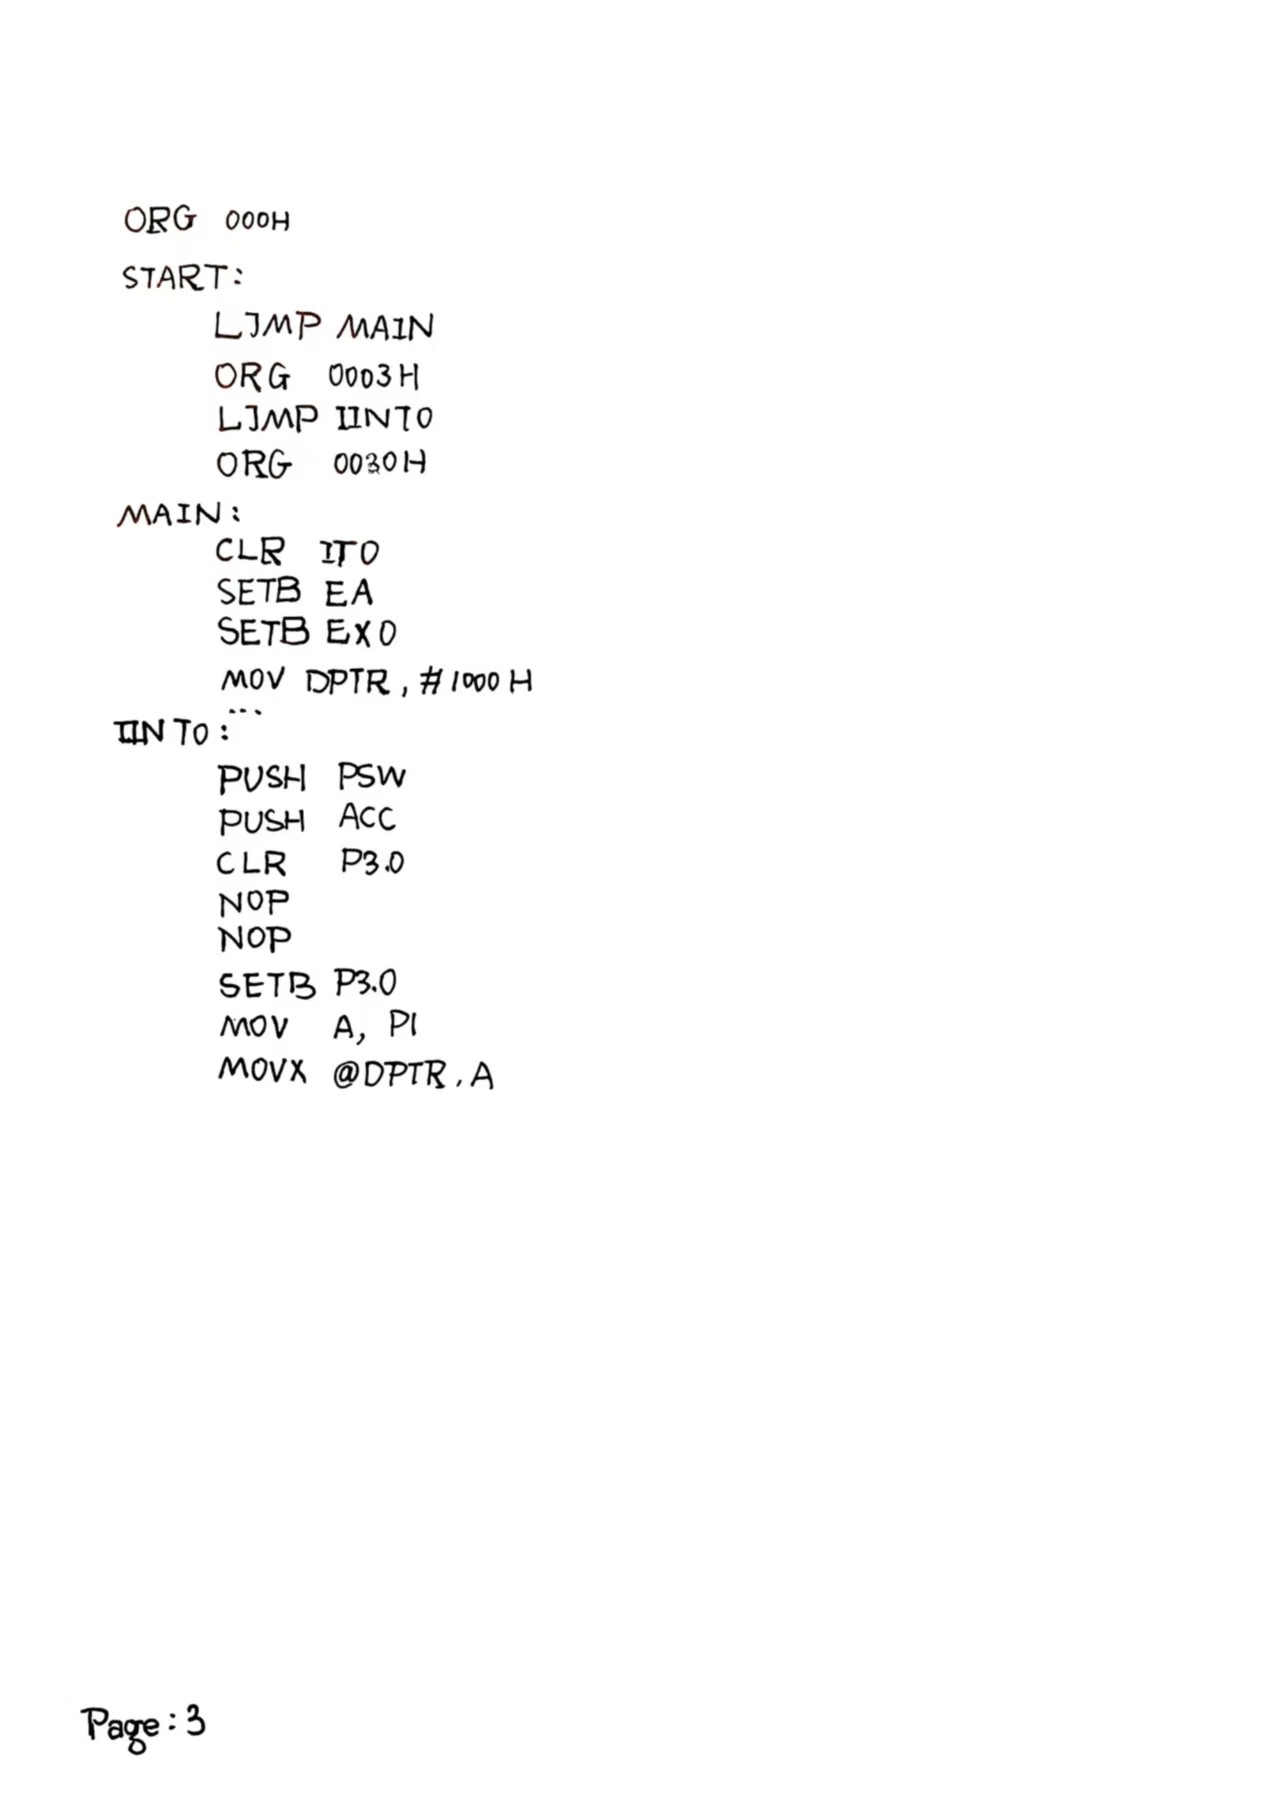 ORG 000H
START:
LJMP MAIN
ORG 0003H
LJMP IINT0
ORG 0030H
MAIN:
CLR IT0
SETB EA
SETB EX0
MOV DPTR, #1000H
...
IINT0:
PUSH PSW
PUSH ACC
CLR P3.0
NOP
NOP
SETB P3.0
MOV A, P1
MOVX @DPTR, A
Page: 3